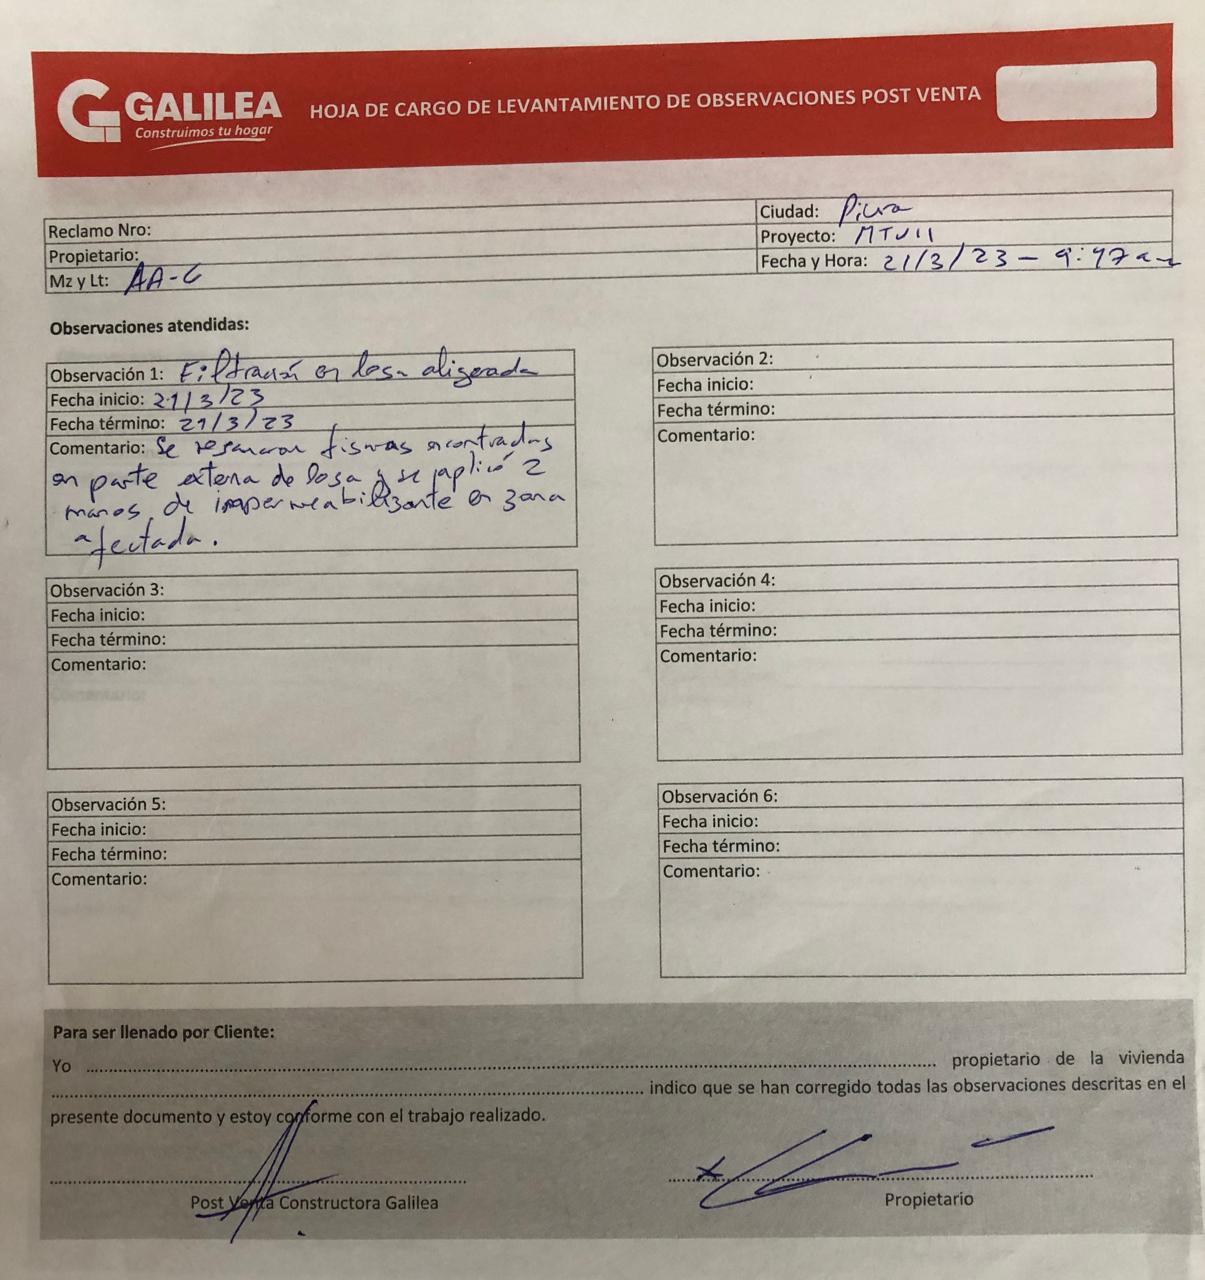 GALILEA
Construimos tu hogar
HOJA DE CARGO DE LEVANTAMIENTO DE OBSERVACIONES POST VENTA
Reclamo Nro:
Propietario:
Mz y Lt: AA-6
Ciudad: Piura
Proyecto: MTVII
Fecha y Hora: 21/3/23 - 9:47 am
Observaciones atendidas:
Observación 1: Filtración en losa aligerada
Fecha inicio: 21/3/23
Fecha término: 21/3/23
Comentario: Se resanaron fisuras encontradas
en parte externa de losa y se aplicó 2
manos de impermeabilizante en zona
afectada.
Observación 2:
Fecha inicio:
Fecha término:
Comentario:
Observación 3:
Fecha inicio:
Fecha término:
Comentario:
Observación 4:
Fecha inicio:
Fecha término:
Comentario:
Observación 5:
Fecha inicio:
Fecha término:
Comentario:
Observación 6:
Fecha inicio:
Fecha término:
Comentario:
Para ser llenado por Cliente:
Yo ........ propietario de la vivienda
........ indico que se han corregido todas las observaciones descritas en el
presente documento y estoy conforme con el trabajo realizado.
Post Venta Constructora Galilea
Propietario